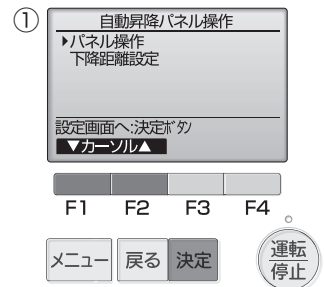 ①
自動昇降パネル操作
▶パネル操作
下降距離設定
設定画面へ:決定ボタン
▼カーソル▲
F1 F2 F3 F4
メニュー 戻る 決定
運転
停止